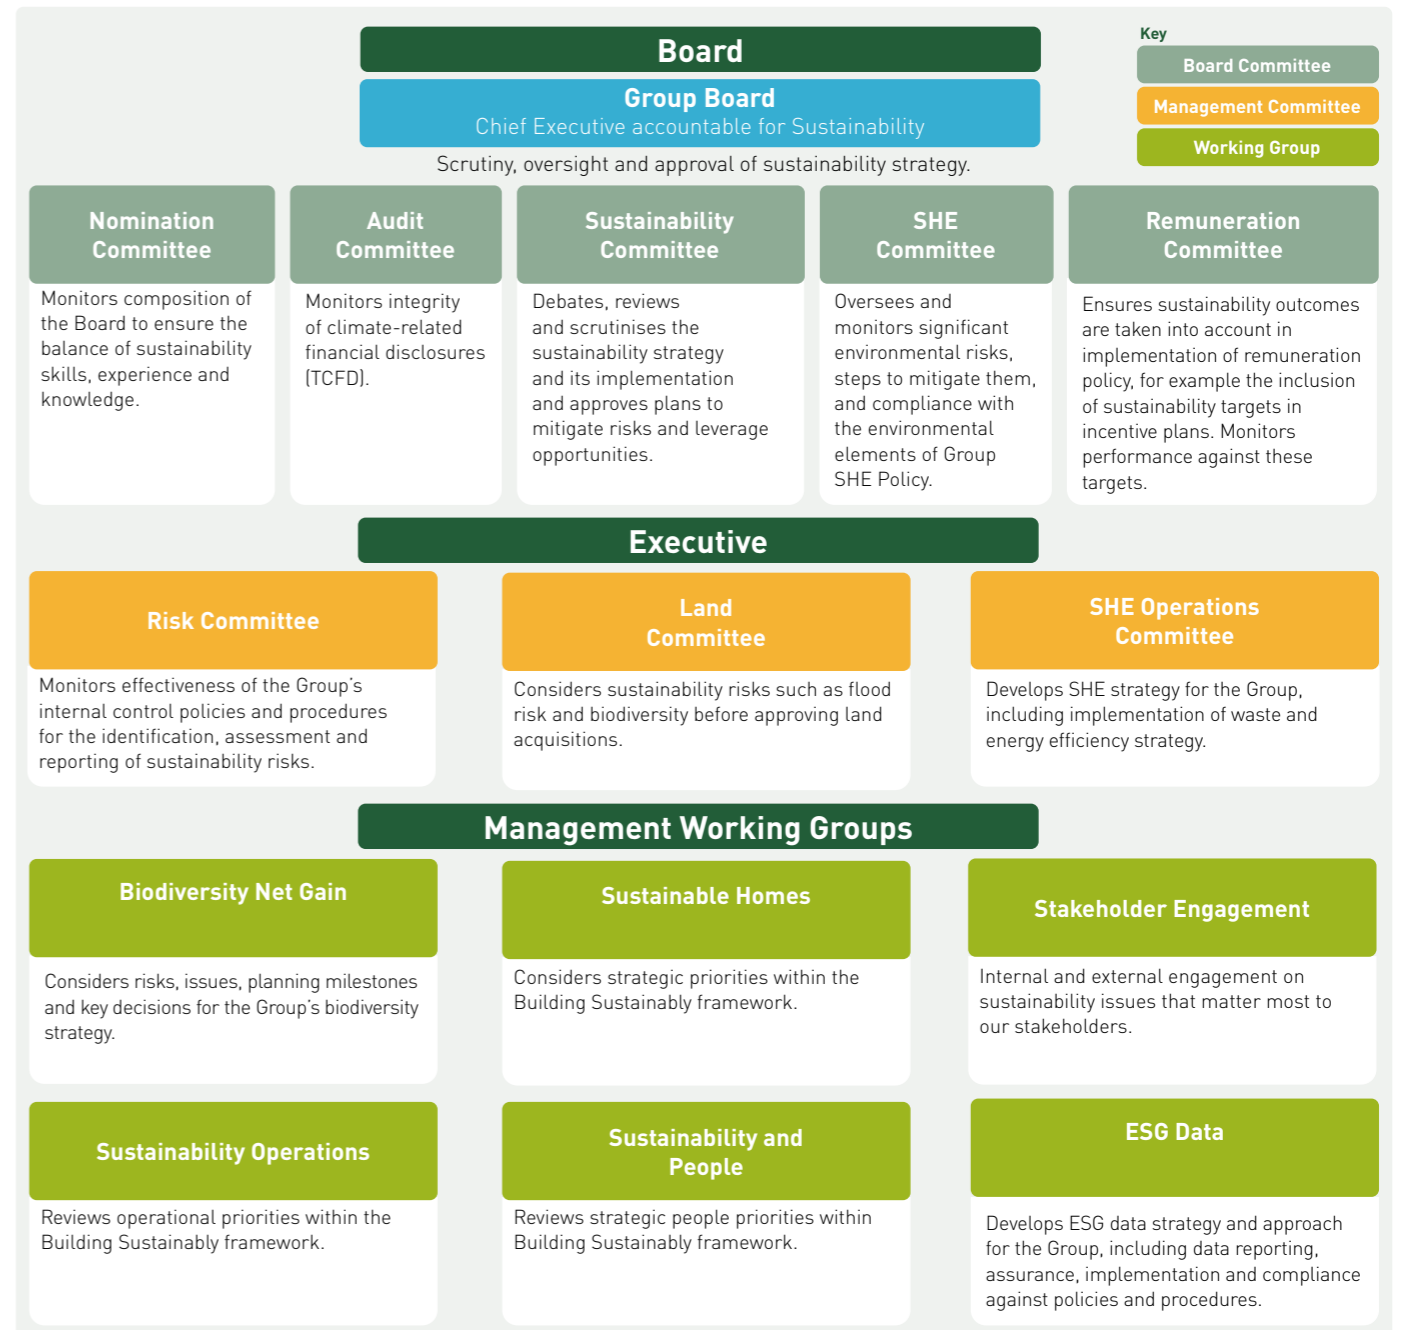 Board
Group Board
Chief Executive accountable for Sustainability
Scrutiny, oversight and approval of sustainability strategy.
Key
Board Committee
Management Committee
Working Group
Nomination
Committee
Monitors composition of
the Board to ensure the
balance of sustainability
skills, experience and
knowledge.
Audit
Committee
Monitors integrity
of climate-related
financial disclosures
(TCFD).
Sustainability
Committee
Debates, reviews
and scrutinises the
sustainability strategy
and its implementation
and approves plans to
mitigate risks and leverage
opportunities.
SHE
Committee
Oversees and
monitors significant
environmental risks,
steps to mitigate them,
and compliance with
the environmental
elements of Group
SHE Policy.
Remuneration
Committee
Ensures sustainability outcomes
are taken into account in
implementation of remuneration
policy, for example the inclusion
of sustainability targets in
incentive plans. Monitors
performance against these
targets.
Executive
Risk Committee
Monitors effectiveness of the Group's
internal control policies and procedures
for the identification, assessment and
reporting of sustainability risks.
Land
Committee
Considers sustainability risks such as flood
risk and biodiversity before approving land
acquisitions.
SHE Operations
Committee
Develops SHE strategy for the Group,
including implementation of waste and
energy efficiency strategy.
Management Working Groups
Biodiversity Net Gain
Considers risks, issues, planning milestones
and key decisions for the Group's biodiversity
strategy.
Sustainable Homes
Considers strategic priorities within the
Building Sustainably framework.
Stakeholder Engagement
Internal and external engagement on
sustainability issues that matter most to
our stakeholders.
Sustainability Operations
Reviews operational priorities within the
Building Sustainably framework.
Sustainability and
People
Reviews strategic people priorities within
Building Sustainably framework.
ESG Data
Develops ESG data strategy and approach
for the Group, including data reporting,
assurance, implementation and compliance
against policies and procedures.